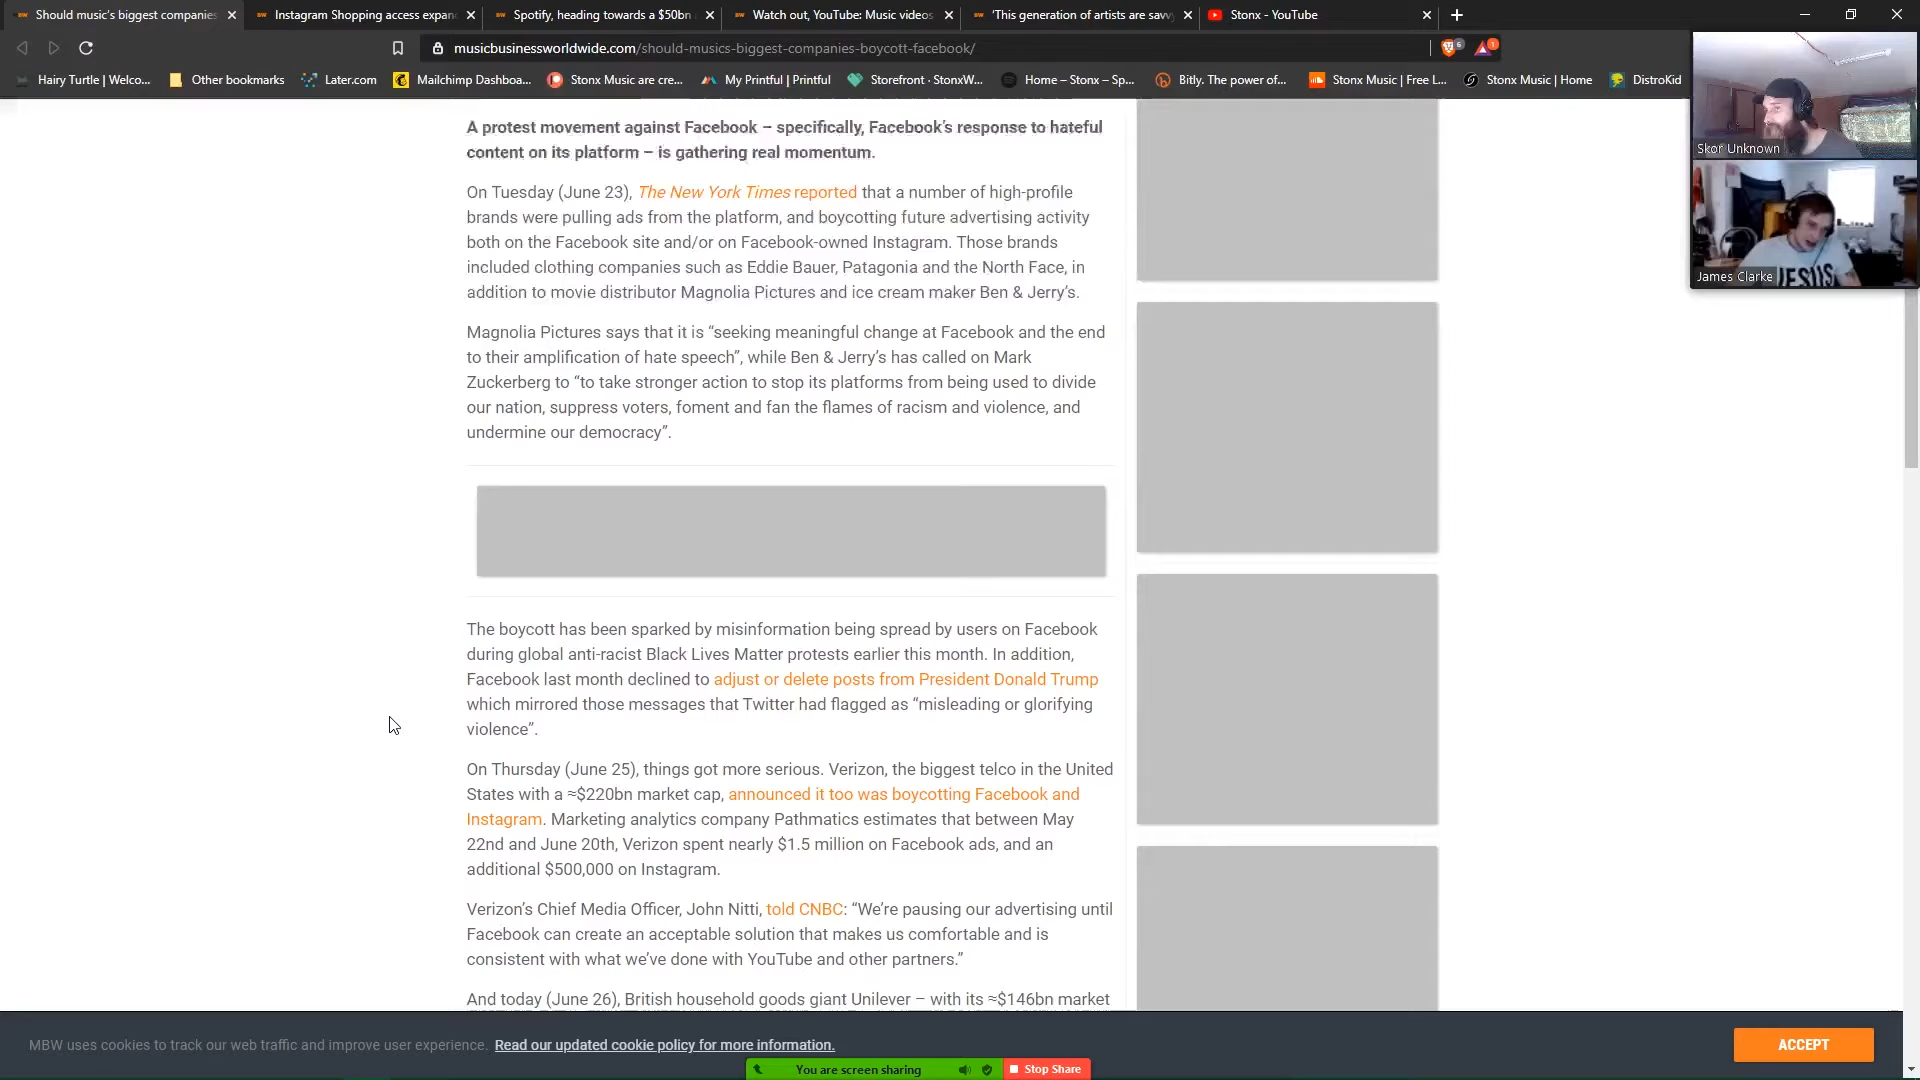 Should music's biggest companies
Instagram Shopping access expan
Spotify, heading towards a $50bn
Watch out, YouTube: Music videos
'This generation of artists are savvy
Stonx - YouTube
musicbusinessworldwide.com/should-musics-biggest-companies-boycott-facebook/
6
1
Hairy Turtle | Welco...
Other bookmarks
Later.com
Mailchimp Dashboa...
Stonx Music are cre...
My Printful | Printful
Storefront · StonxW...
Home – Stonx – Sp...
Bitly. The power of...
Stonx Music | Free L...
Stonx Music | Home
DistroKid
Skor Unknown
JESUS
James Clarke
A protest movement against Facebook – specifically, Facebook's response to hateful
content on its platform – is gathering real momentum.
On Tuesday (June 23), The New York Times reported that a number of high-profile
brands were pulling ads from the platform, and boycotting future advertising activity
both on the Facebook site and/or on Facebook-owned Instagram. Those brands
included clothing companies such as Eddie Bauer, Patagonia and the North Face, in
addition to movie distributor Magnolia Pictures and ice cream maker Ben & Jerry's.
Magnolia Pictures says that it is “seeking meaningful change at Facebook and the end
to their amplification of hate speech”, while Ben & Jerry's has called on Mark
Zuckerberg to “to take stronger action to stop its platforms from being used to divide
our nation, suppress voters, foment and fan the flames of racism and violence, and
undermine our democracy”.
The boycott has been sparked by misinformation being spread by users on Facebook
during global anti-racist Black Lives Matter protests earlier this month. In addition,
Facebook last month declined to adjust or delete posts from President Donald Trump
which mirrored those messages that Twitter had flagged as “misleading or glorifying
violence”.
On Thursday (June 25), things got more serious. Verizon, the biggest telco in the United
States with a ≈$220bn market cap, announced it too was boycotting Facebook and
Instagram. Marketing analytics company Pathmatics estimates that between May
22nd and June 20th, Verizon spent nearly $1.5 million on Facebook ads, and an
additional $500,000 on Instagram.
Verizon's Chief Media Officer, John Nitti, told CNBC: “We're pausing our advertising until
Facebook can create an acceptable solution that makes us comfortable and is
consistent with what we've done with YouTube and other partners.”
And today (June 26), British household goods giant Unilever – with its ≈$146bn market
MBW uses cookies to track our web traffic and improve user experience. Read our updated cookie policy for more information.
ACCEPT
You are screen sharing
Stop Share